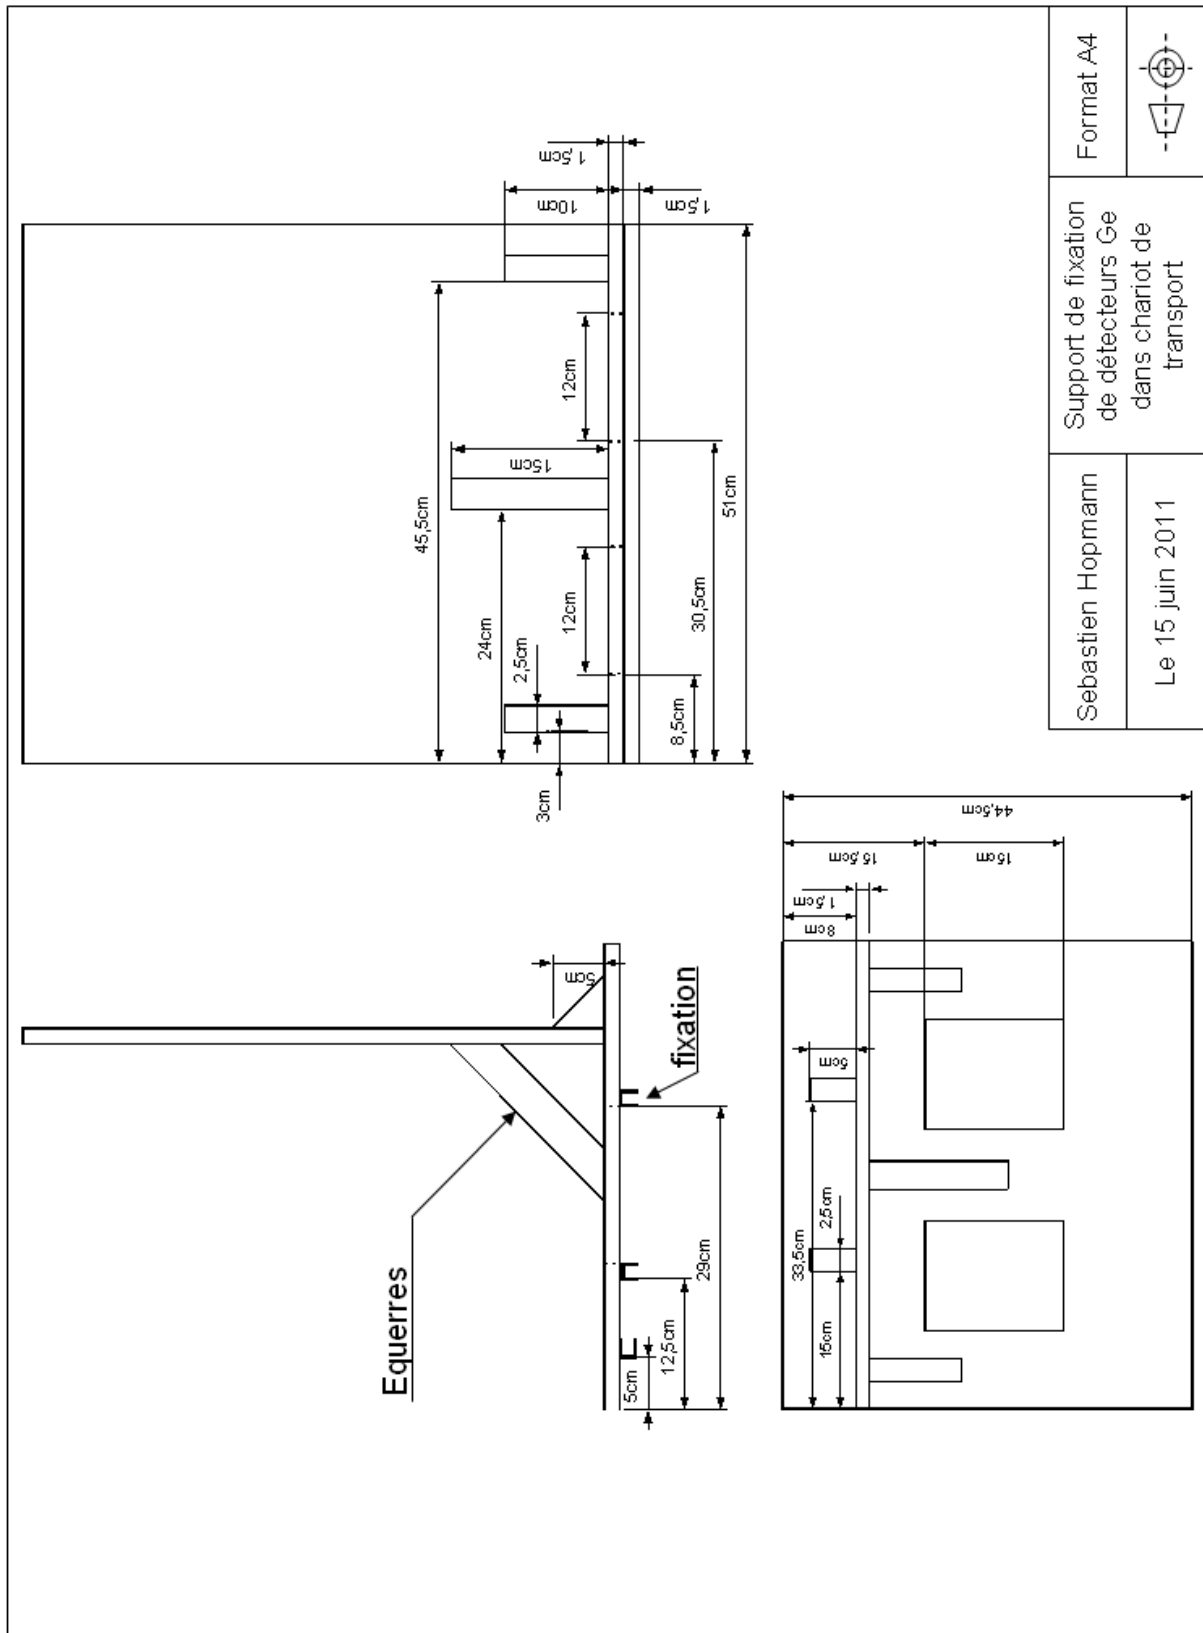 1,5cm
10cm
1,5cm
45,5cm
12cm
15cm
24cm
12cm
2,5cm
3cm
8,5cm
30,5cm
51cm
5cm
fixation
Equerres
29cm
12,5cm
5cm
44,5cm
15,5cm
15cm
1,5cm
8cm
5cm
33,5cm
2,5cm
15cm
Sebastien Hopmann
Le 15 juin 2011
Support de fixation
de détecteurs Ge
dans chariot de
transport
Format A4